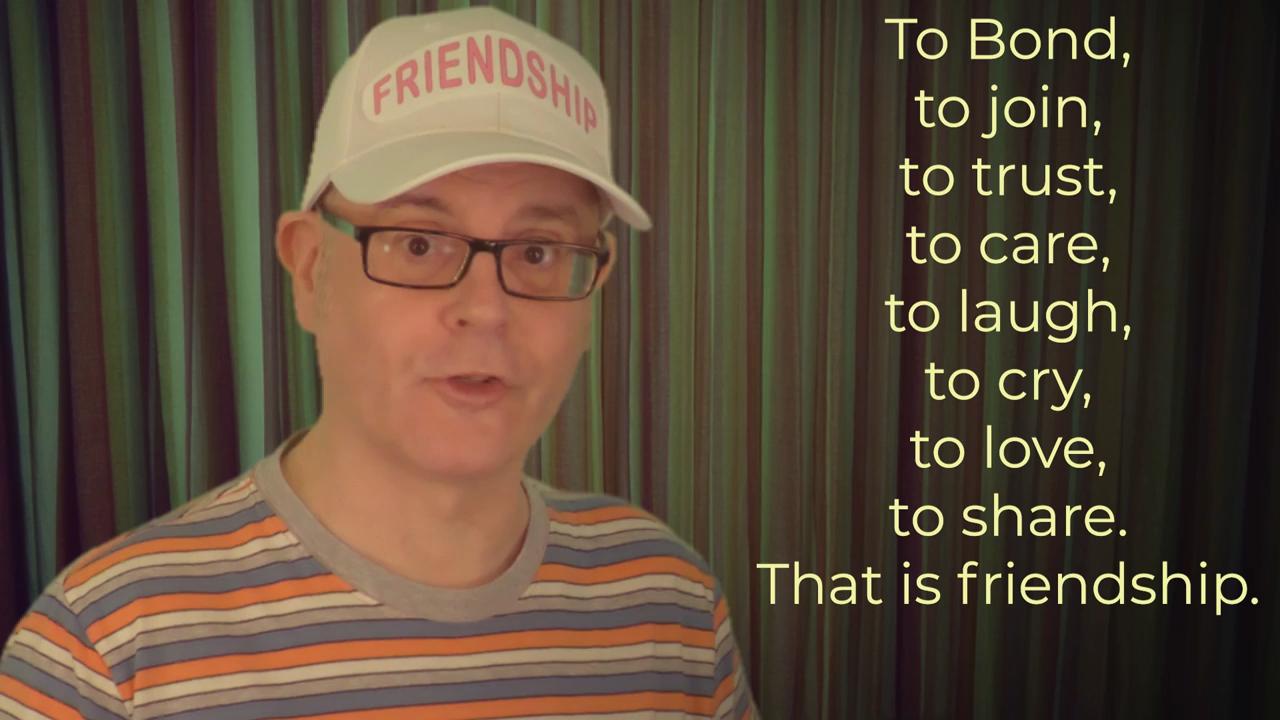 FRIENDSHIP
To Bond,
to join,
to trust,
to care,
to laugh,
to cry,
to love,
to share.
That is friendship.